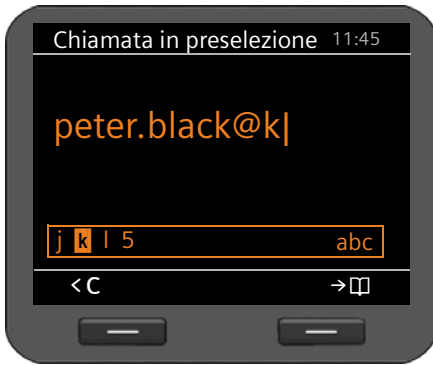 Chiamata in preselezione 11:45
peter.black@k|
j k l 5 abc
< C →